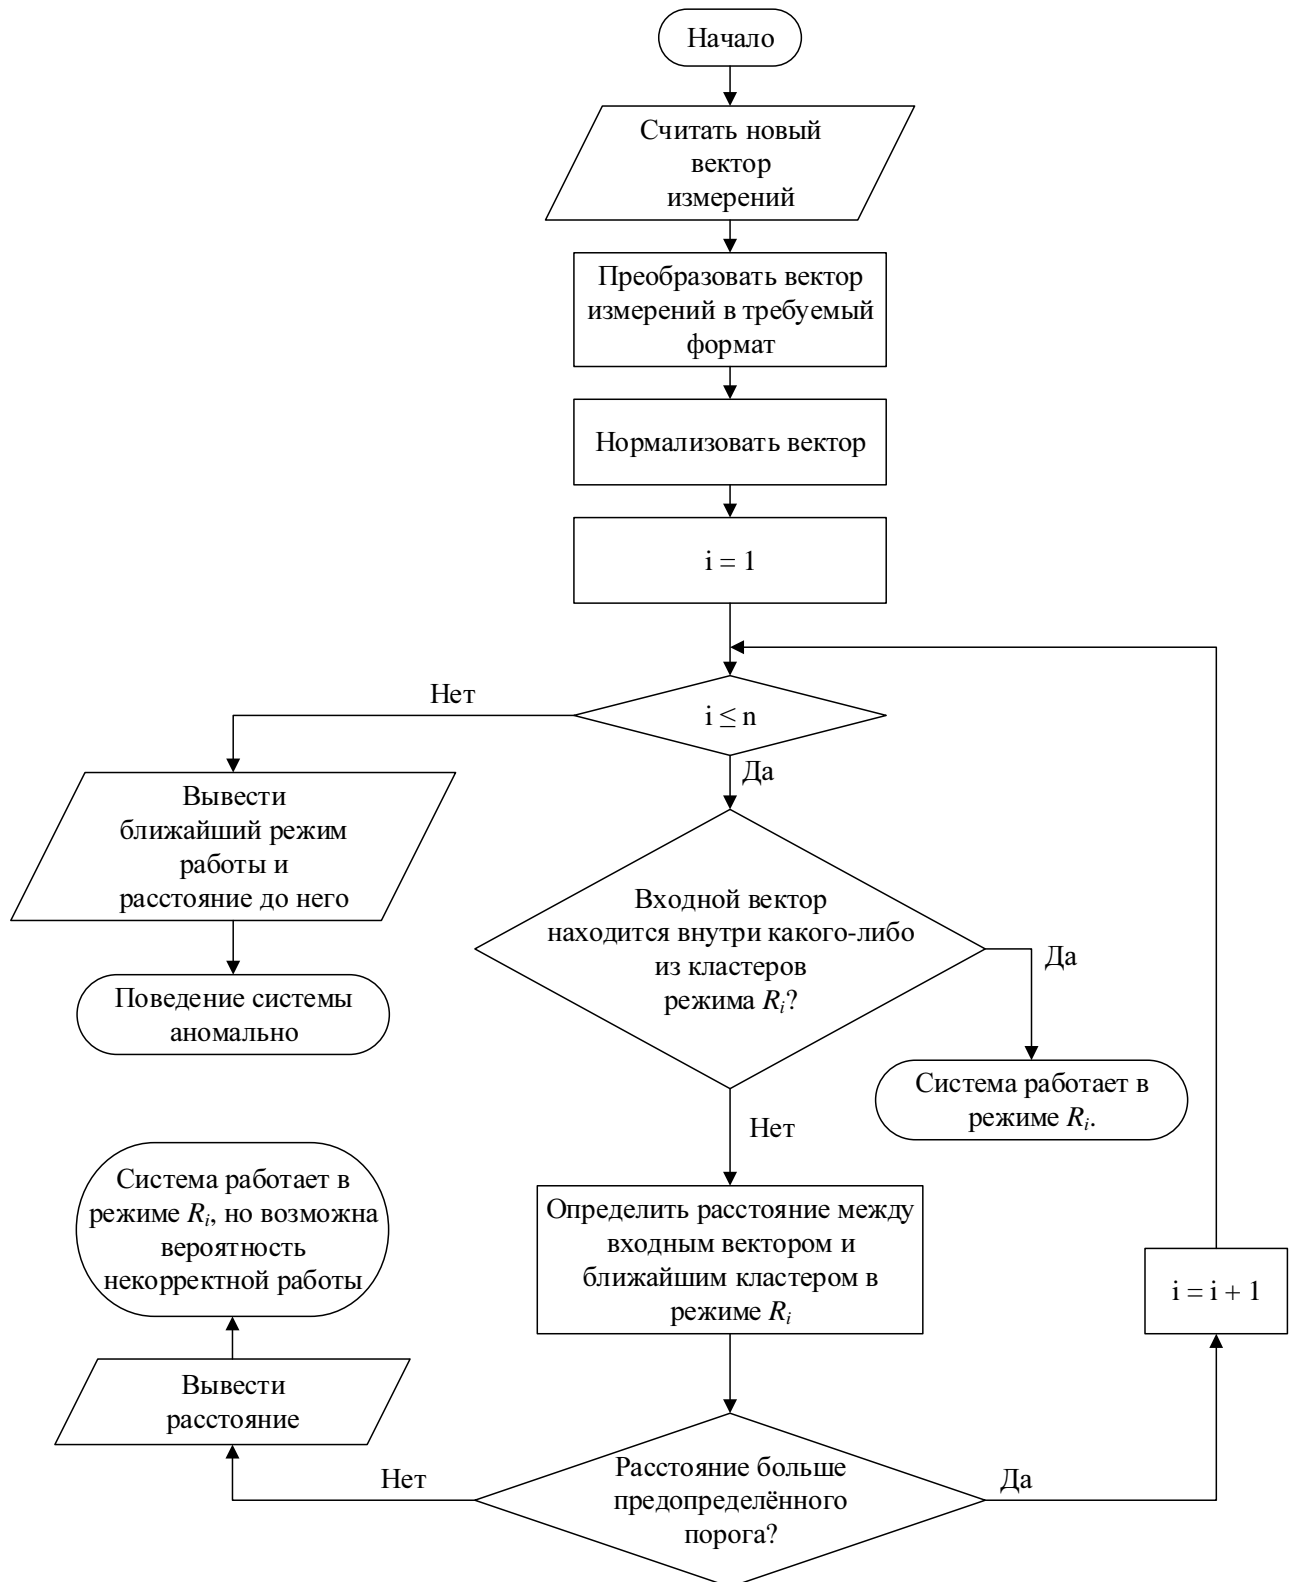 Начало
Считать новый
вектор
измерений
Преобразовать вектор
измерений в требуемый
формат
Нормализовать вектор
i = 1
Нет
i ≤ n
Да
Вывести
ближайший режим
работы и
расстояние до него
Поведение системы
аномально
Входной вектор
находится внутри какого-либо
из кластеров
режима Ri?
Да
Система работает в
режиме Ri.
Нет
Система работает в
режиме Ri, но возможна
вероятность
некорректной работы
Определить расстояние между
входным вектором и
ближайшим кластером в
режиме Ri
i = i + 1
Вывести
расстояние
Нет
Расстояние больше
предопределённого
порога?
Да